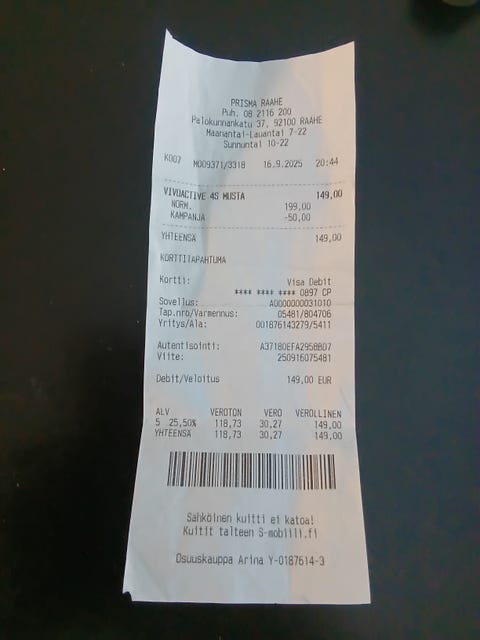 PRISMA RAAHE
Puh. 08 2116 200
Palokunnankatu 37, 92100 RAAHE
Maanantai-Lauantai 7-22
Sunnuntai 10-22
K007 M009371/3318 16.9.2025 20:44
VIVOACTIVE 4S MUSTA 149,00
NORM. 199,00
KAMPANJA -50,00
YHTEENSÄ 149,00
KORTTITAPAHTUMA
Kortti: Visa Debit
**** **** **** 0897 CP
Sovellus: A0000000031010
Tap.nro/Varmennus: 05481/804706
Yritys/Ala: 001876143279/5411
Autentisointi: A37180EFA2958BD7
Viite: 250916075481
Debit/Veloitus 149,00 EUR
ALV VEROTON VERO VEROLLINEN
5 25,50% 118,73 30,27 149,00
YHTEENSÄ 118,73 30,27 149,00
Sähköinen kuitti ei katoa!
Kuitit talteen S-mobiili.fi
Osuuskauppa Arina Y-0187614-3